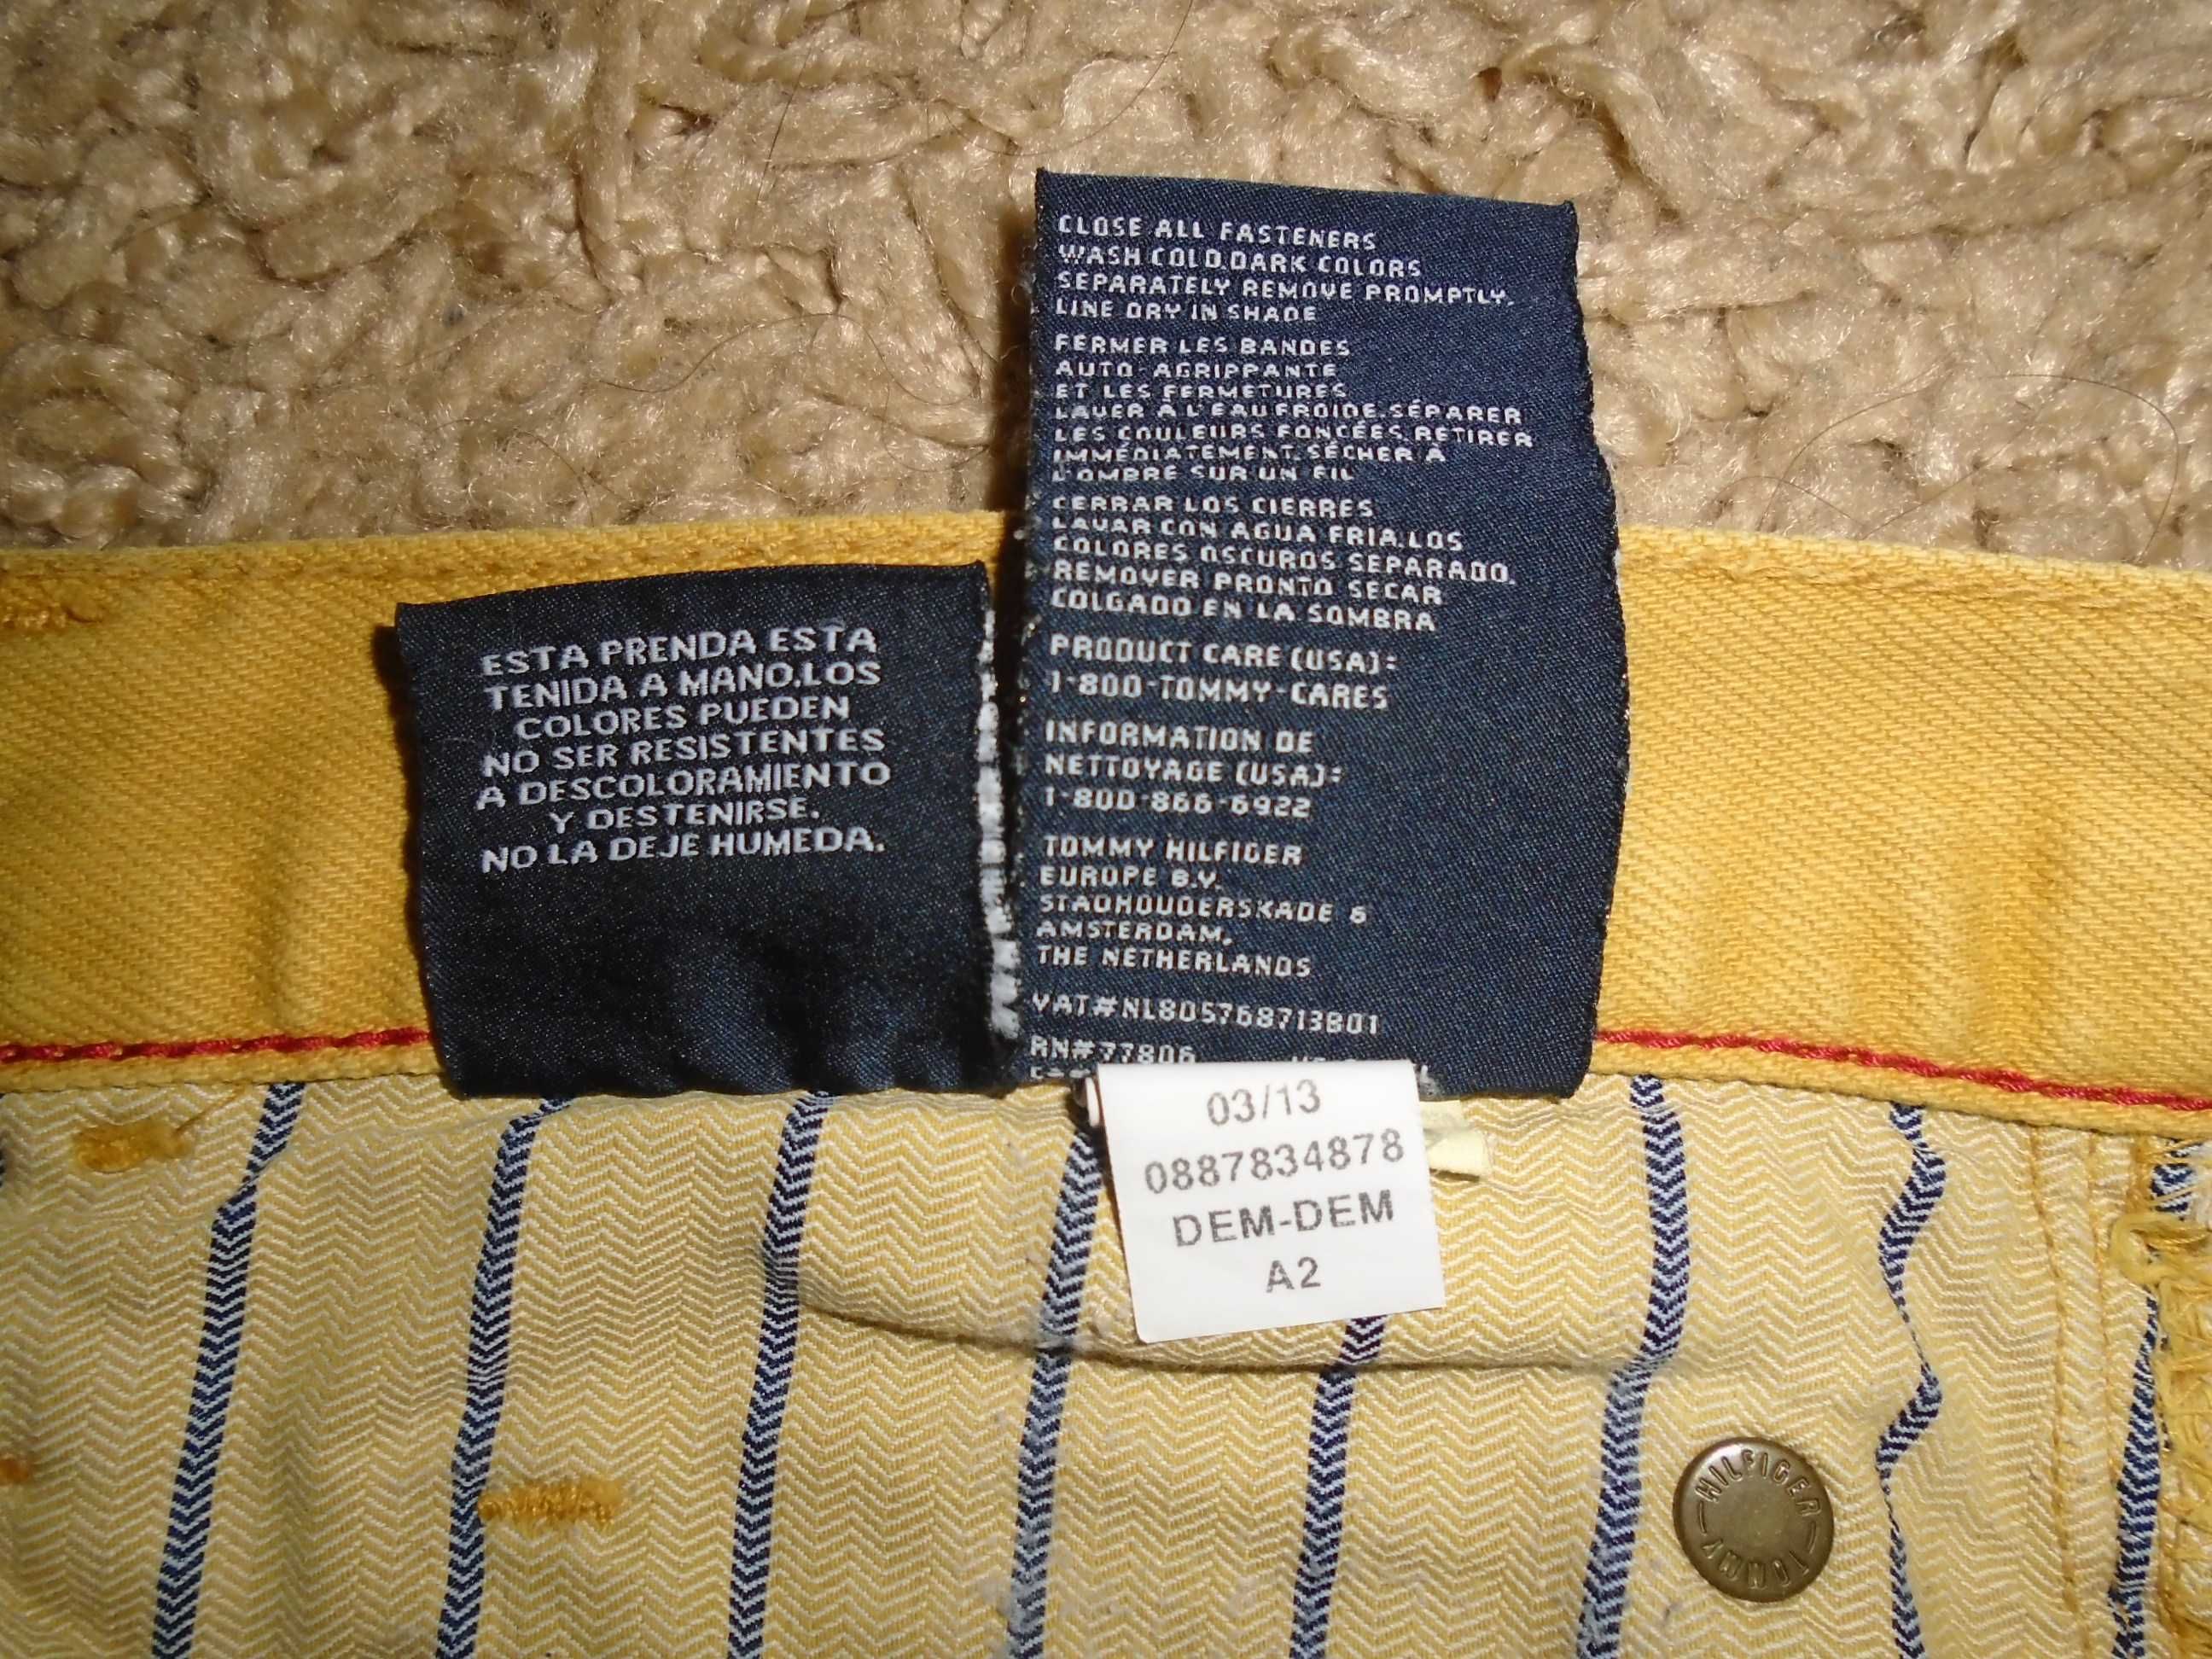 ESTA PRENDA ESTA
TENIDA A MANO.LOS
COLORES PUEDEN
NO SER RESISTENTES
A DESCOLORAMIENTO
Y DESTENIRSE.
NO LA DEJE HUMEDA.
CLOSE ALL FASTENERS
WASH COLD.DARK COLORS
SEPARATELY REMOVE PROMPTLY.
LINE DRY IN SHADE
FERMER LES BANDES
AUTO-AGRIPPANTE
ET LES FERMETURES
LAVER À L'EAU FROIDE.SÉPARER
LES COULEURS FONCÉES.RETIRER
IMMÉDIATEMENT.SÉCHER À
L'OMBRE SUR UN FIL
CERRAR LOS CIERRES
LAVAR CON AGUA FRIA.LOS
COLORES OSCUROS SEPARADO.
REMOVER PRONTO SECAR
COLGADO EN LA SOMBRA
PRODUCT CARE (USA):
1-800-TOMMY-CARES
INFORMATION DE
NETTOYAGE (USA):
1-800-866-6922
TOMMY HILFIGER
EUROPE B.V.
STADHOUDERSKADE 6
AMSTERDAM,
THE NETHERLANDS
VAT#NL805768713B01
RN#77806
03/13
0887834878
DEM-DEM
A2
HILFIGER
TOMMY